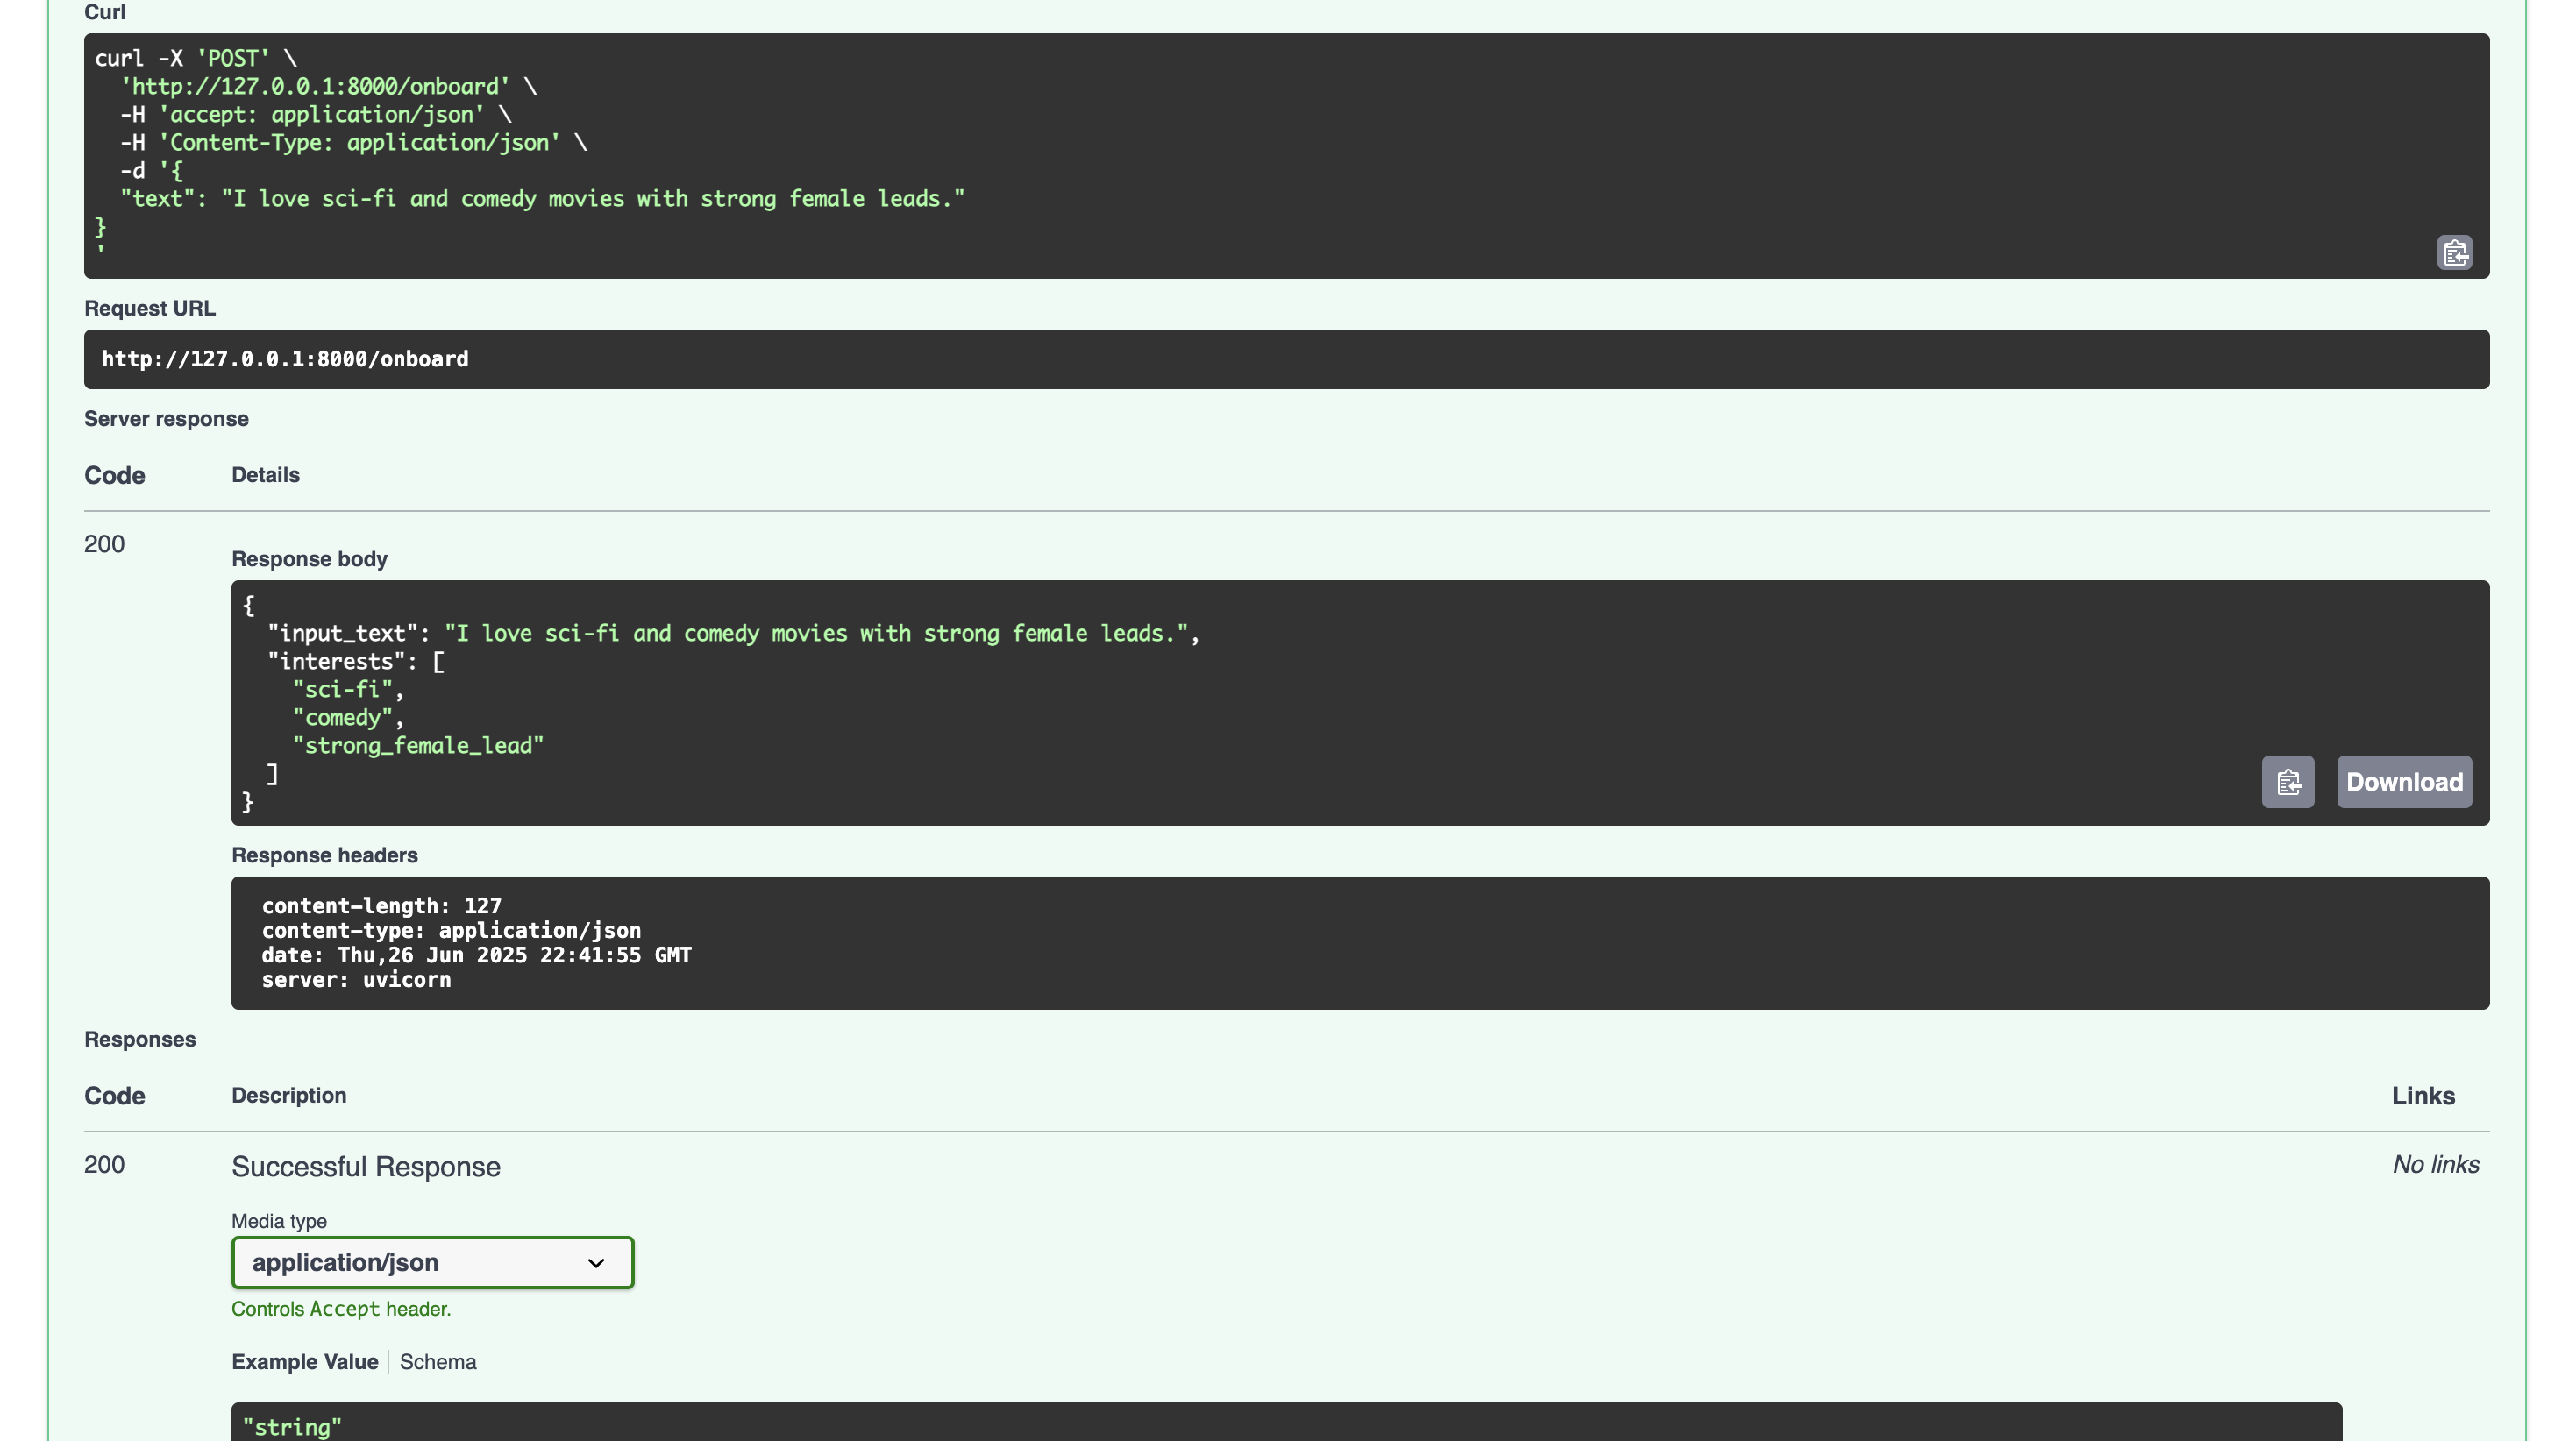 Curl
curl -X 'POST' \
  'http://127.0.0.1:8000/onboard' \
  -H 'accept: application/json' \
  -H 'Content-Type: application/json' \
  -d '{
  "text": "I love sci-fi and comedy movies with strong female leads."
}
'
Request URL
http://127.0.0.1:8000/onboard
Server response
Code Details
200
Response body
{
  "input_text": "I love sci-fi and comedy movies with strong female leads.",
  "interests": [
    "sci-fi",
    "comedy",
    "strong_female_lead"
  ]
}
Download
Response headers
content-length: 127
content-type: application/json
date: Thu,26 Jun 2025 22:41:55 GMT
server: uvicorn
Responses
Code Description Links
200 Successful Response No links
Media type
application/json
Controls Accept header.
Example Value Schema
"string"